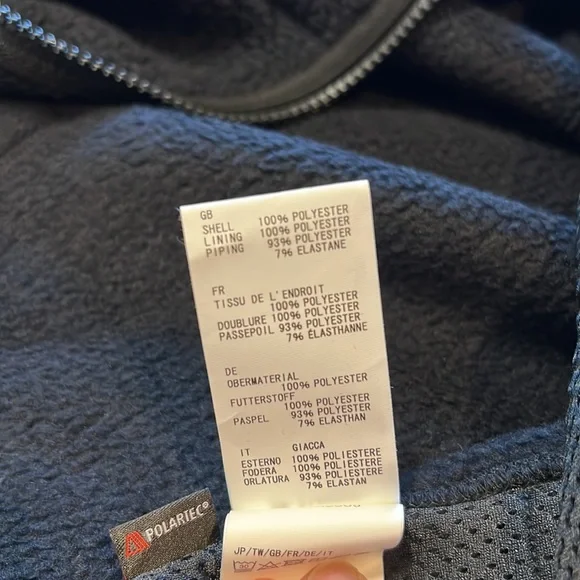 GB
SHELL 100% POLYESTER
LINING 100% POLYESTER
PIPING 93% POLYESTER
7% ELASTANE
FR
TISSU DE L'ENDROIT
100% POLYESTER
DOUBLURE 100% POLYESTER
PASSEPOIL 93% POLYESTER
7% ÉLASTHANNE
DE
OBERMATERIAL
100% POLYESTER
FUTTERSTOFF
100% POLYESTER
PASPEL 93% POLYESTER
7% ELASTHAN
IT GIACCA
ESTERNO 100% POLIESTERE
FODERA 100% POLIESTERE
ORLATURA 93% POLIESTERE
7% ELASTAN
POLARTEC®
JP/TW/GB/FR/DE/IT